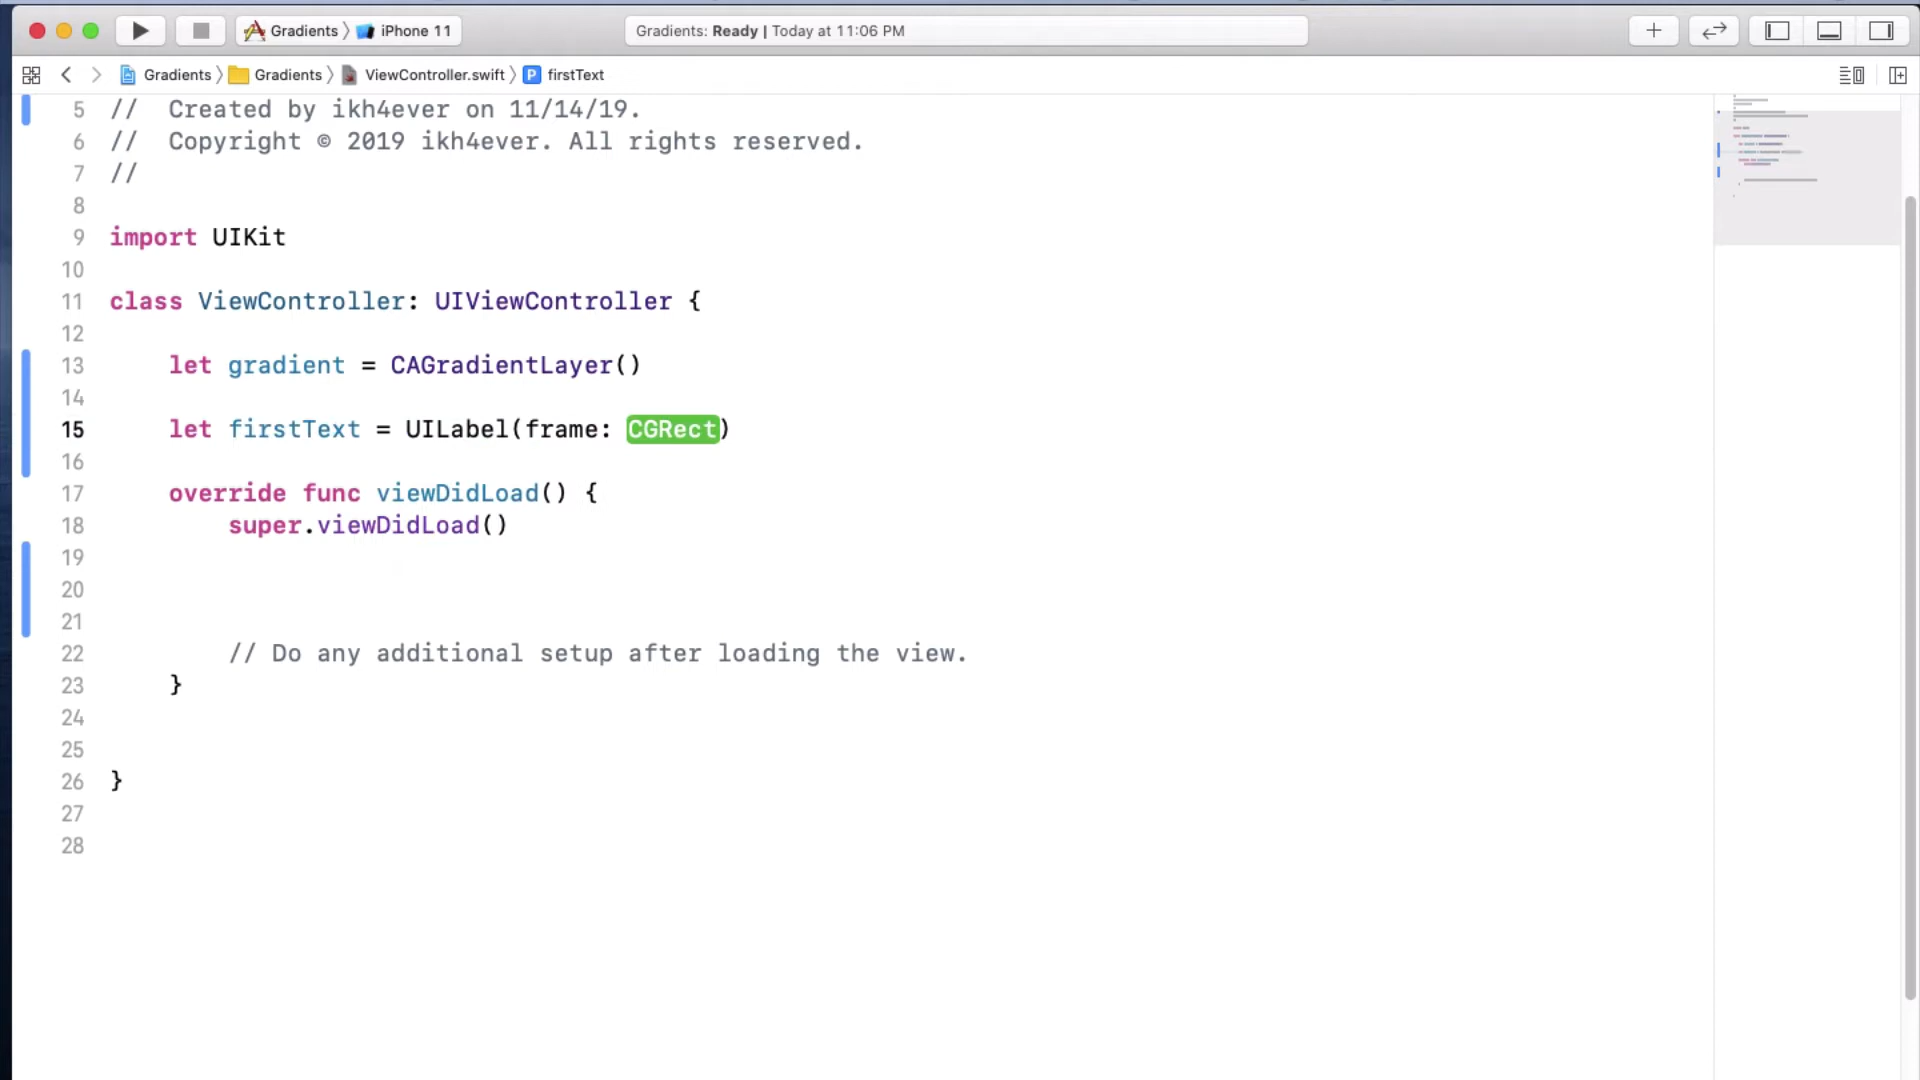 Gradients 〉 iPhone 11
Gradients: Ready | Today at 11:06 PM
Gradients 〉 Gradients 〉 ViewController.swift 〉 P firstText
5 //  Created by ikh4ever on 11/14/19.
6 //  Copyright © 2019 ikh4ever. All rights reserved.
7 //
8
9 import UIKit
10
11 class ViewController: UIViewController {
12
13     let gradient = CAGradientLayer()
14
15     let firstText = UILabel(frame: CGRect)
16
17     override func viewDidLoad() {
18         super.viewDidLoad()
19
20
21
22         // Do any additional setup after loading the view.
23     }
24
25
26 }
27
28